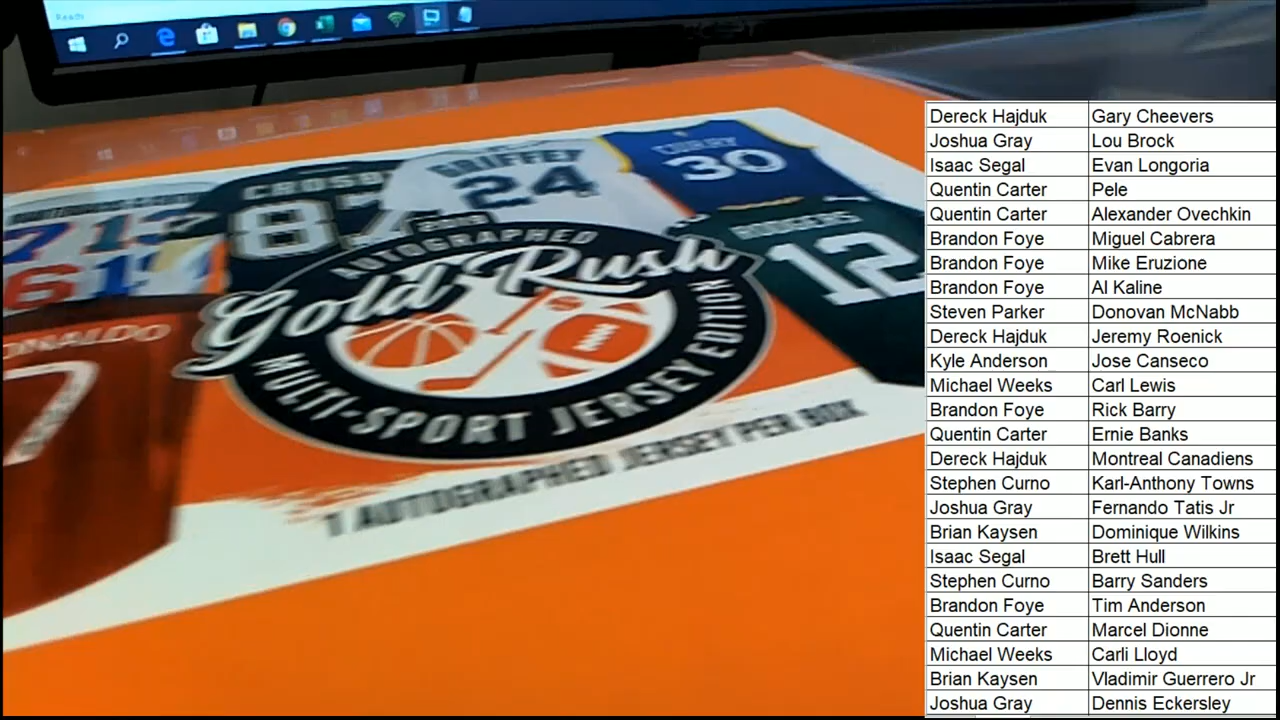 Ready
CROSBY
87
GRIFFEY
24
CURRY
30
RODGERS
12
RONALDO
7
AUTOGRAPHED
Gold Rush
MULTI-SPORT JERSEY EDITION
1 AUTOGRAPHED JERSEY PER BOX
Dereck Hajduk Gary Cheevers
Joshua Gray Lou Brock
Isaac Segal Evan Longoria
Quentin Carter Pele
Quentin Carter Alexander Ovechkin
Brandon Foye Miguel Cabrera
Brandon Foye Mike Eruzione
Brandon Foye Al Kaline
Steven Parker Donovan McNabb
Dereck Hajduk Jeremy Roenick
Kyle Anderson Jose Canseco
Michael Weeks Carl Lewis
Brandon Foye Rick Barry
Quentin Carter Ernie Banks
Dereck Hajduk Montreal Canadiens
Stephen Curno Karl-Anthony Towns
Joshua Gray Fernando Tatis Jr
Brian Kaysen Dominique Wilkins
Isaac Segal Brett Hull
Stephen Curno Barry Sanders
Brandon Foye Tim Anderson
Quentin Carter Marcel Dionne
Michael Weeks Carli Lloyd
Brian Kaysen Vladimir Guerrero Jr
Joshua Gray Dennis Eckersley